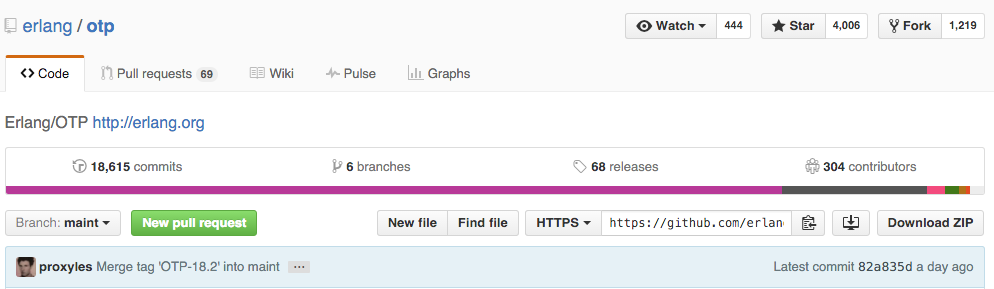 erlang / otp
Watch 444 Star 4,006 Fork 1,219
Code Pull requests 69 Wiki Pulse Graphs
Erlang/OTP http://erlang.org
18,615 commits 6 branches 68 releases 304 contributors
Branch: maint New pull request New file Find file HTTPS https://github.com/erlan Download ZIP
proxyles Merge tag 'OTP-18.2' into maint ... Latest commit 82a835d a day ago